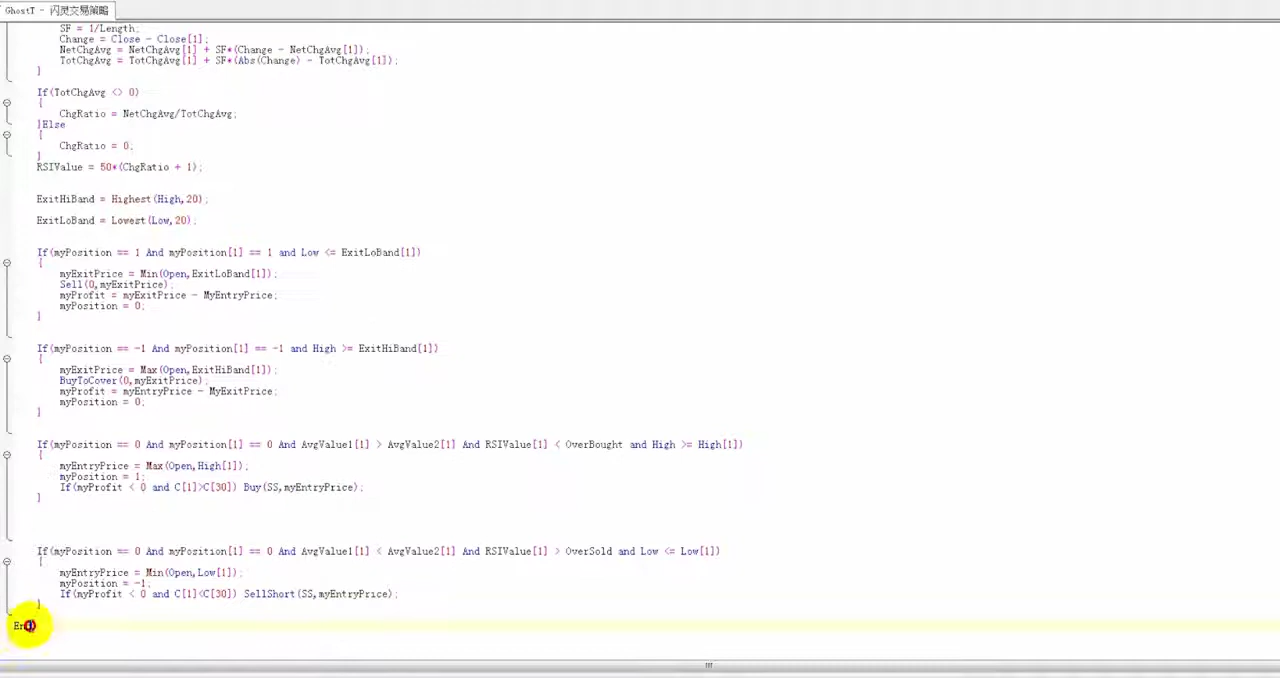 GhostT - 闪灵交易策略
SF = 1/Length;
Change = Close - Close[1];
NetChgAvg = NetChgAvg[1] + SF*(Change - NetChgAvg[1]);
TotChgAvg = TotChgAvg[1] + SF*(Abs(Change) - TotChgAvg[1]);
}
If(TotChgAvg <> 0)
{
ChgRatio = NetChgAvg/TotChgAvg;
}Else
{
ChgRatio = 0;
}
RSIValue = 50*(ChgRatio + 1);
ExitHiBand = Highest(High,20);
ExitLoBand = Lowest(Low,20);
If(myPosition == 1 And myPosition[1] == 1 and Low <= ExitLoBand[1])
{
myExitPrice = Min(Open,ExitLoBand[1]);
Sell(0,myExitPrice);
myProfit = myExitPrice - MyEntryPrice;
myPosition = 0;
}
If(myPosition == -1 And myPosition[1] == -1 and High >= ExitHiBand[1])
{
myExitPrice = Max(Open,ExitHiBand[1]);
BuyToCover(0,myExitPrice);
myProfit = myEntryPrice - MyExitPrice;
myPosition = 0;
}
If(myPosition == 0 And myPosition[1] == 0 And AvgValue1[1] > AvgValue2[1] And RSIValue[1] < OverBought and High >= High[1])
{
myEntryPrice = Max(Open,High[1]);
myPosition = 1;
If(myProfit < 0 and C[1]>C[30]) Buy(SS,myEntryPrice);
}
If(myPosition == 0 And myPosition[1] == 0 And AvgValue1[1] < AvgValue2[1] And RSIValue[1] > OverSold and Low <= Low[1])
{
myEntryPrice = Min(Open,Low[1]);
myPosition = -1;
If(myProfit < 0 and C[1]<C[30]) SellShort(SS,myEntryPrice);
}